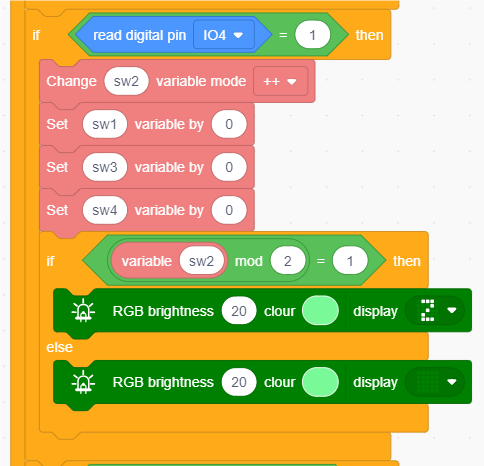 if read digital pin IO4 = 1 then
Change sw2 variable mode ++
Set sw1 variable by 0
Set sw3 variable by 0
Set sw4 variable by 0
if variable sw2 mod 2 = 1 then
RGB brightness 20 clour display 2
else
RGB brightness 20 clour display